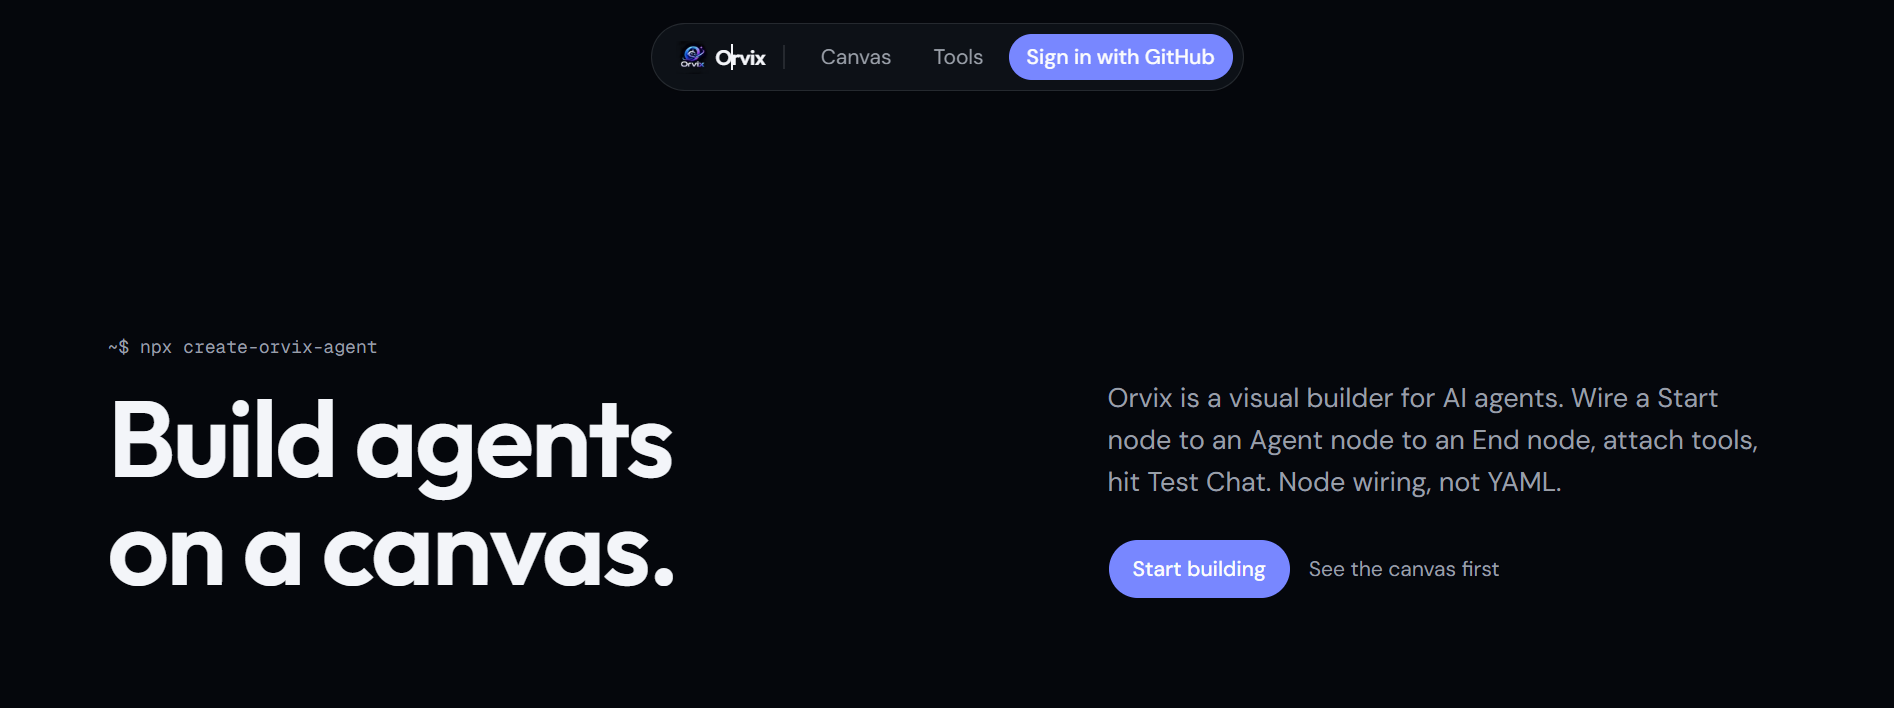 Orvix
Orvix
Canvas
Tools
Sign in with GitHub
~$ npx create-orvix-agent
Build agents
on a canvas.
Orvix is a visual builder for AI agents. Wire a Start
node to an Agent node to an End node, attach tools,
hit Test Chat. Node wiring, not YAML.
Start building
See the canvas first